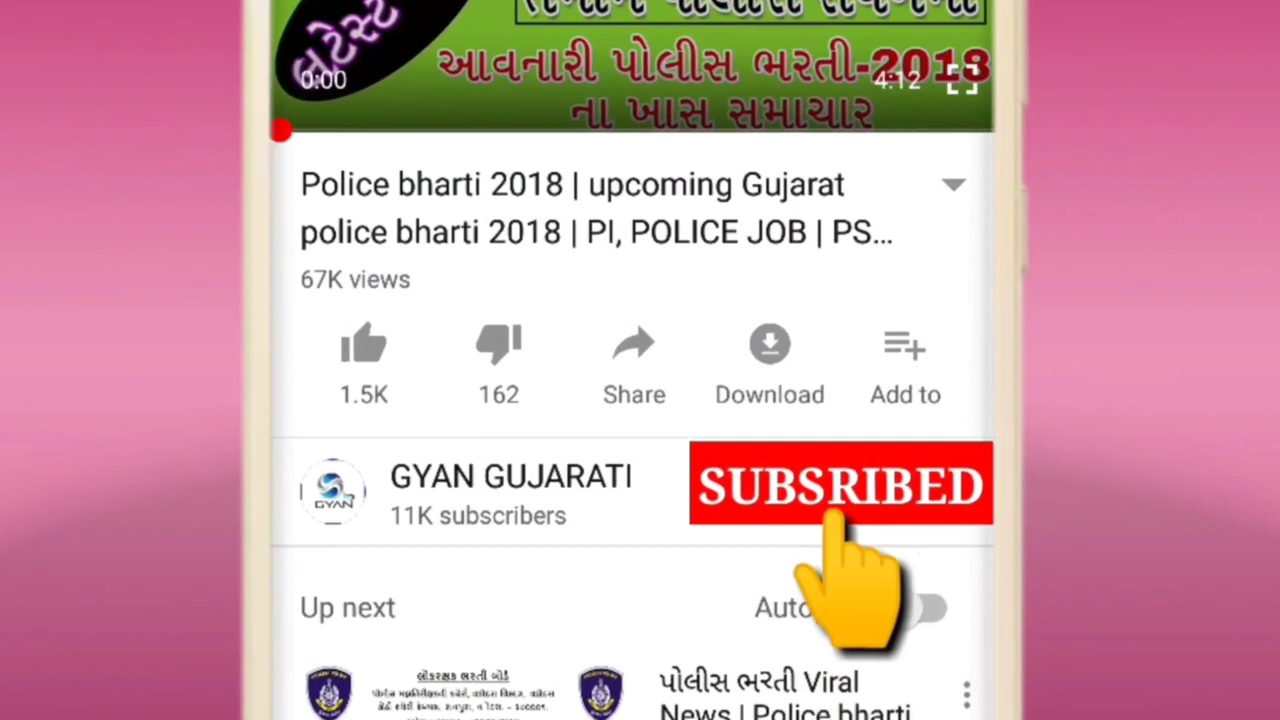 લેટેસ્ટ
આવનારી પોલીસ ભરતી-2018
0:00
4:12
ના ખાસ સમાચાર
Police bharti 2018 | upcoming Gujarat
police bharti 2018 | PI, POLICE JOB | PS...
67K views
1.5K
162
Share
Download
Add to
GYAN
GYAN GUJARATI
11K subscribers
SUBSRIBED
Up next
લોકરક્ષક ભરતી બોર્ડ
પોલીસ ભરતી Viral
News | Police bharti